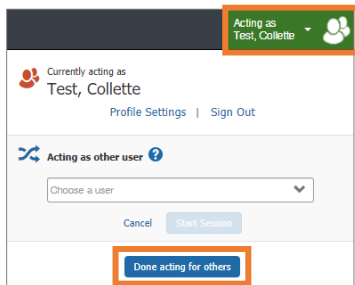 Acting as
Test, Collette
Currently acting as
Test, Collette
Profile Settings | Sign Out
Acting as other user ?
Choose a user
Cancel Start Session
Done acting for others